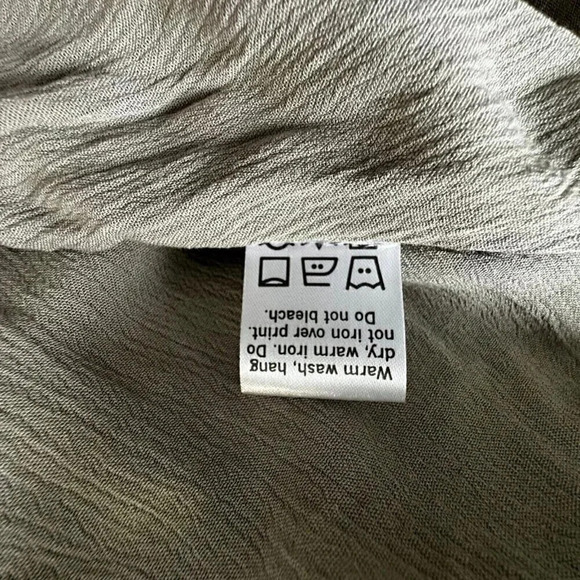 Warm wash, hang
dry, warm iron. Do
not iron over print.
Do not bleach.